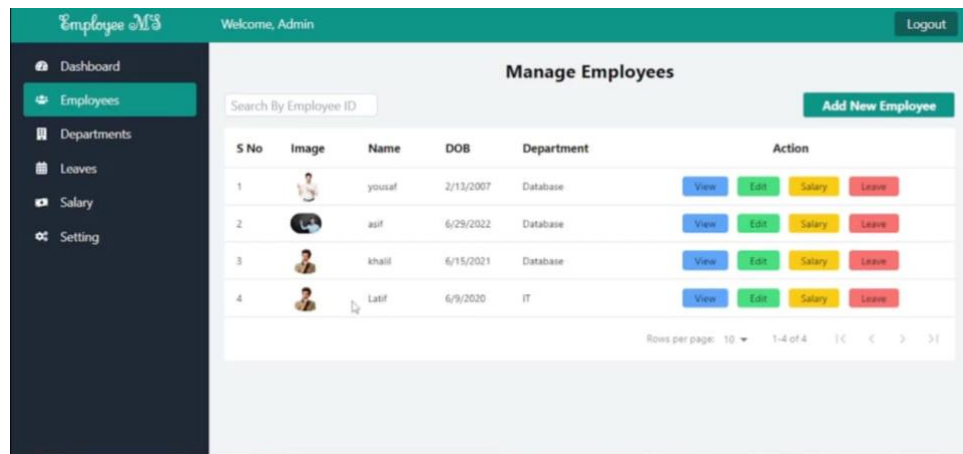 Employee MS Welcome, Admin Logout
Dashboard
Employees
Departments
Leaves
Salary
Setting
Manage Employees
Search By Employee ID Add New Employee
S No Image Name DOB Department Action
1 yousaf 2/13/2007 Database View Edit Salary Leave
2 asif 6/29/2022 Database View Edit Salary Leave
3 khalil 6/15/2021 Database View Edit Salary Leave
4 Latif 6/9/2020 IT View Edit Salary Leave
Rows per page: 10 1-4 of 4